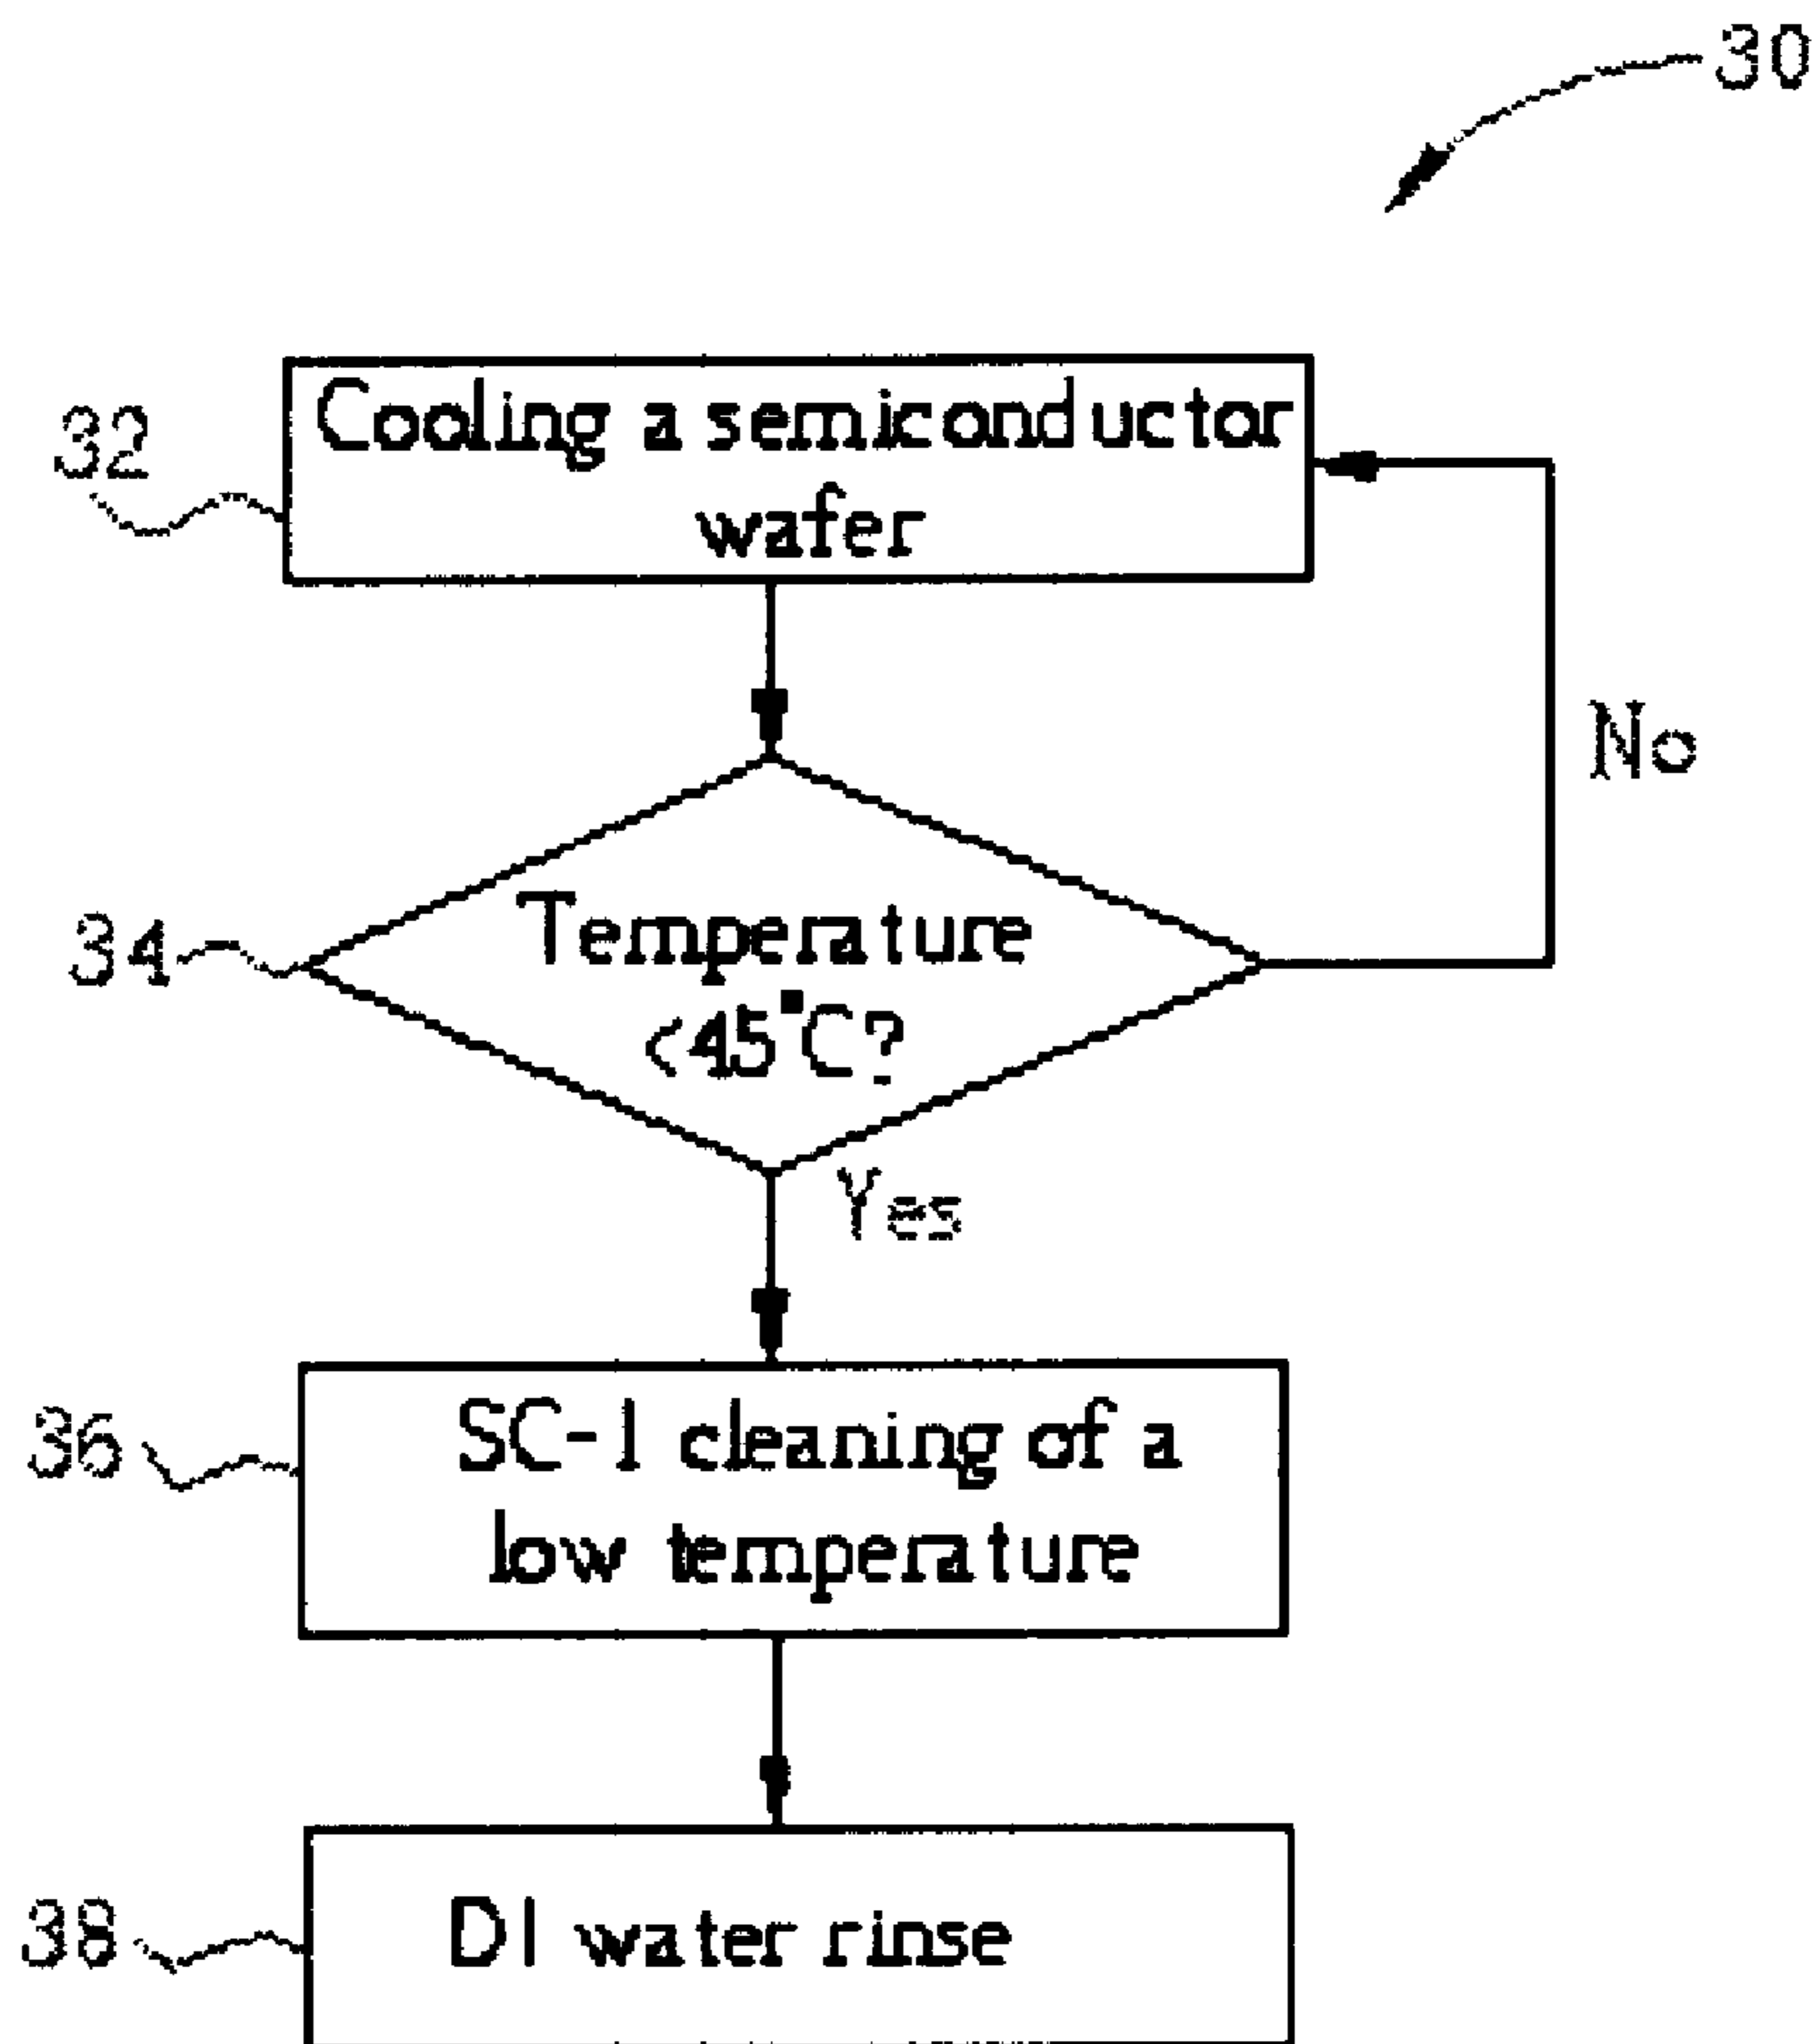 30
32
Cooling a semiconductor
wafer
No
34
Temperature
<45°C?
Yes
36
SC-1 cleaning of a
low temperature
38
DI water rinse